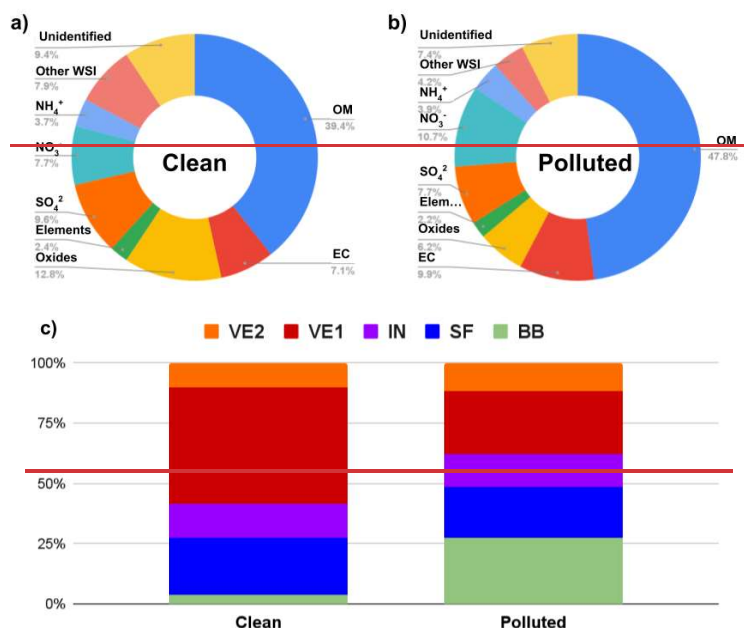 a)
Unidentified
9.4%
Other WSI
7.9%
NH₄⁺
3.7%
NO₃⁻
7.7%
SO₄²
9.6%
Elements
2.4%
Oxides
12.8%
OM
39.4%
EC
7.1%
Clean
b)
Unidentified
7.4%
Other WSI
4.2%
NH₄⁺
3.9%
NO₃⁻
10.7%
SO₄²
7.7%
Elem...
2.2%
Oxides
6.2%
EC
9.9%
OM
47.8%
Polluted
c)
VE2 VE1 IN SF BB
100%
75%
50%
25%
0%
Clean Polluted